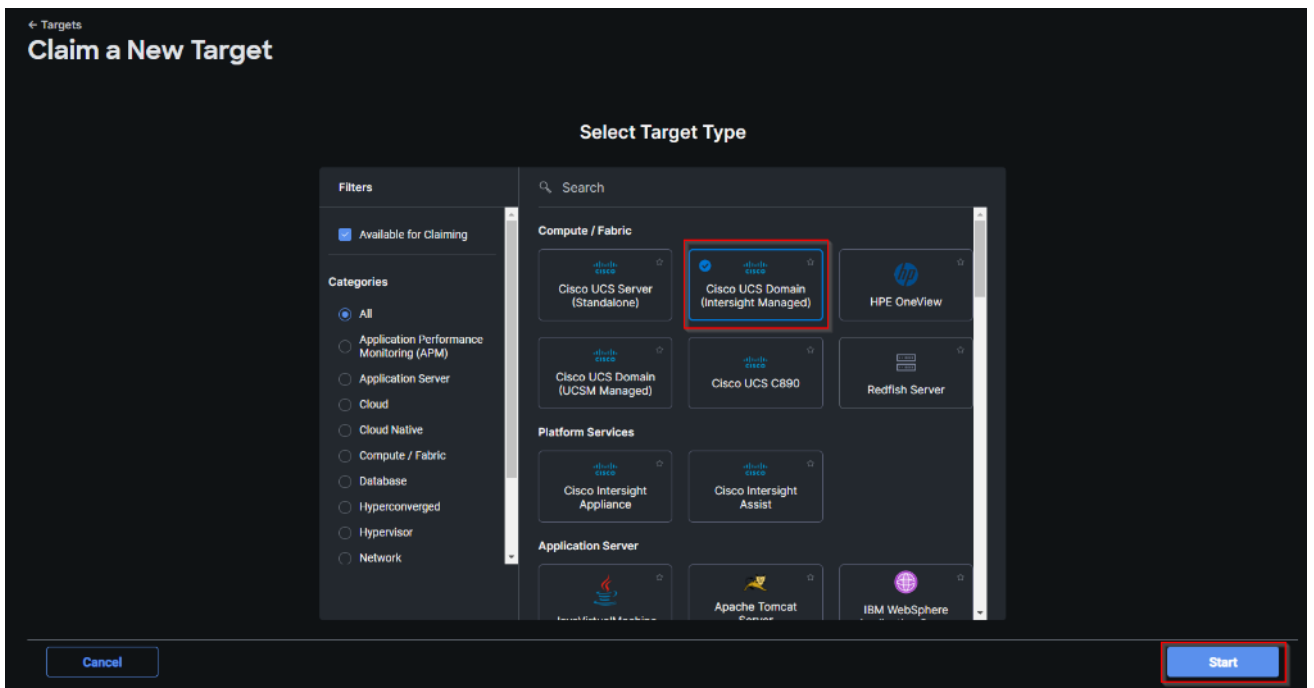 ← Targets
Claim a New Target
Select Target Type
Filters
Search
Available for Claiming
Categories
All
Application Performance
Monitoring (APM)
Application Server
Cloud
Cloud Native
Compute / Fabric
Database
Hyperconverged
Hypervisor
Network
Compute / Fabric
CISCO
Cisco UCS Server
(Standalone)
CISCO
Cisco UCS Domain
(Intersight Managed)
hp
HPE OneView
CISCO
Cisco UCS Domain
(UCSM Managed)
CISCO
Cisco UCS C890
Redfish Server
Platform Services
CISCO
Cisco Intersight
Appliance
CISCO
Cisco Intersight
Assist
Application Server
Apache Tomcat
Server
IBM WebSphere
Cancel
Start